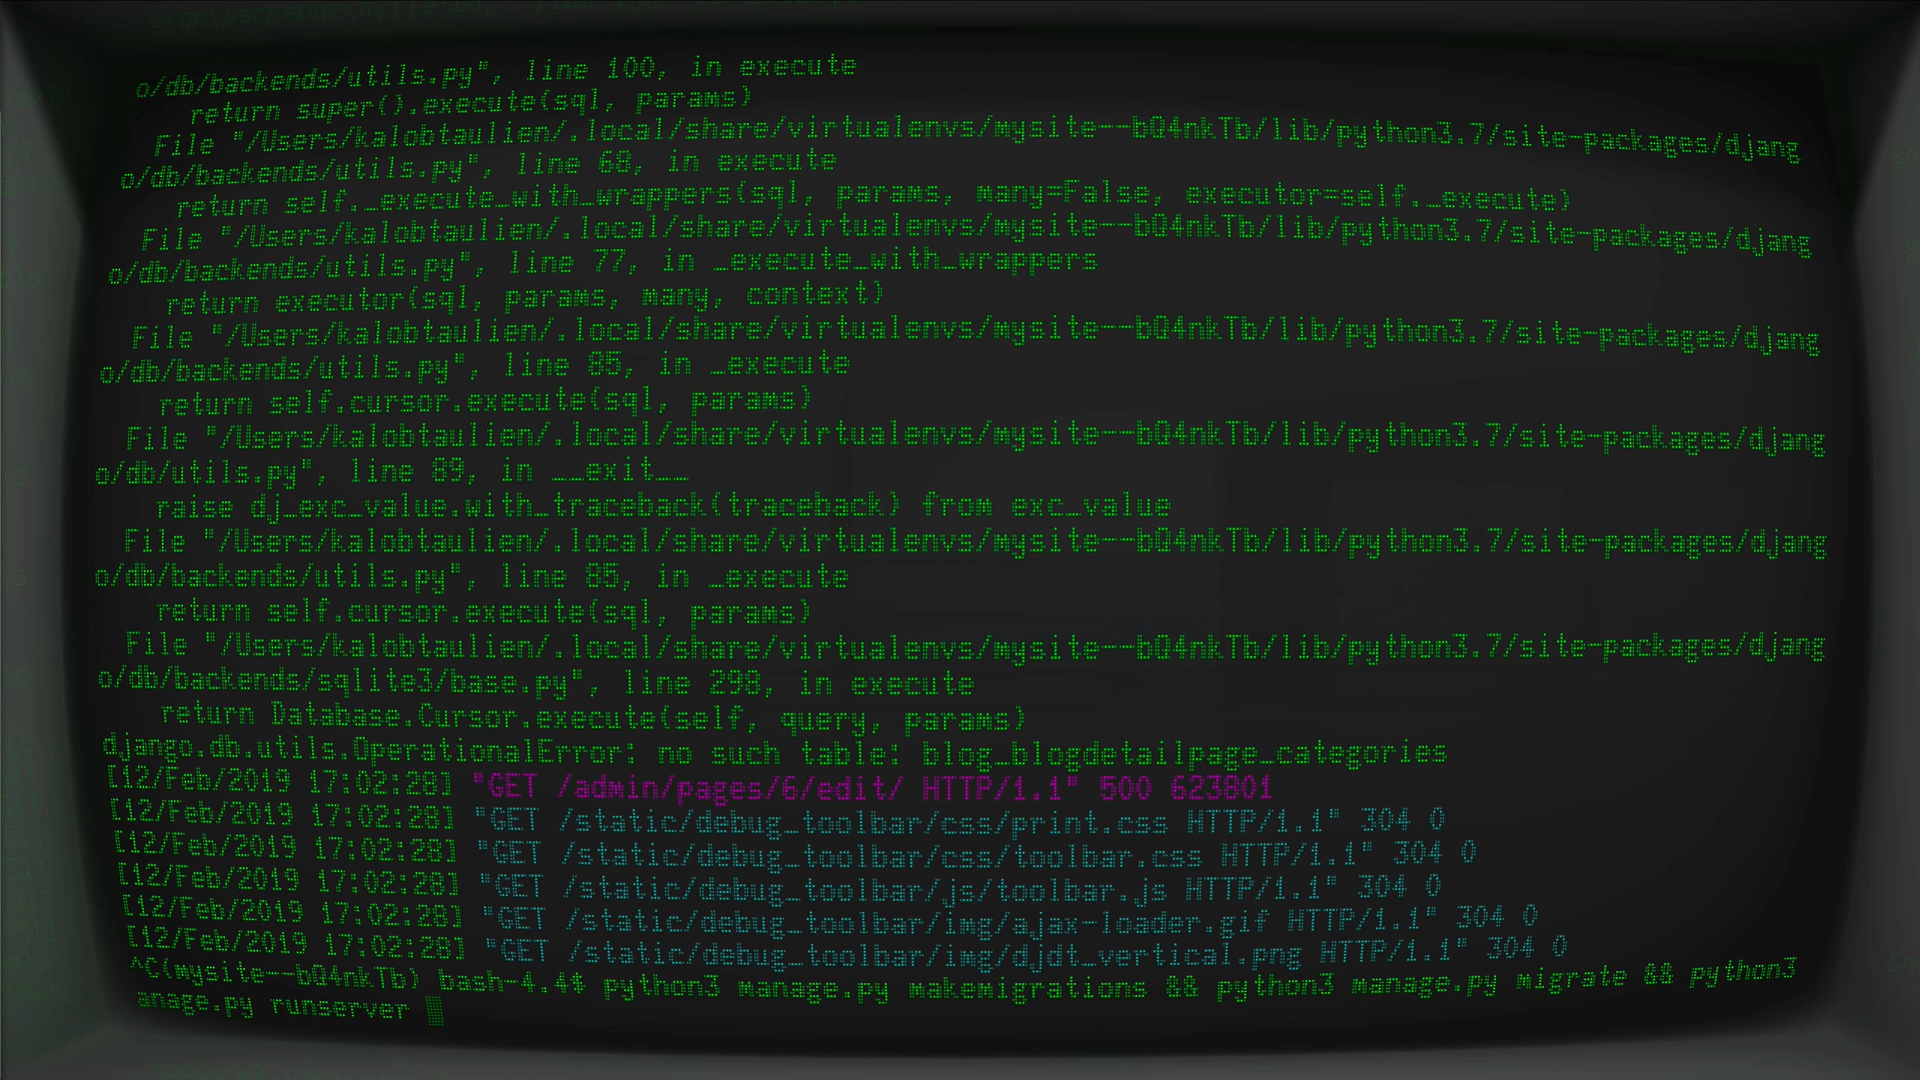 o/db/backends/utils.py", line 100, in execute
    return super().execute(sql, params)
  File "/Users/kalobtaulien/.local/share/virtualenvs/mysite--bO4nkTb/lib/python3.7/site-packages/djang
o/db/backends/utils.py", line 68, in execute
    return self._execute_with_wrappers(sql, params, many=False, executor=self._execute)
  File "/Users/kalobtaulien/.local/share/virtualenvs/mysite--bO4nkTb/lib/python3.7/site-packages/djang
o/db/backends/utils.py", line 77, in _execute_with_wrappers
    return executor(sql, params, many, context)
  File "/Users/kalobtaulien/.local/share/virtualenvs/mysite--bO4nkTb/lib/python3.7/site-packages/djang
o/db/backends/utils.py", line 85, in _execute
    return self.cursor.execute(sql, params)
  File "/Users/kalobtaulien/.local/share/virtualenvs/mysite--bO4nkTb/lib/python3.7/site-packages/djang
o/db/utils.py", line 89, in __exit__
    raise dj_exc_value.with_traceback(traceback) from exc_value
  File "/Users/kalobtaulien/.local/share/virtualenvs/mysite--bO4nkTb/lib/python3.7/site-packages/djang
o/db/backends/utils.py", line 85, in _execute
    return self.cursor.execute(sql, params)
  File "/Users/kalobtaulien/.local/share/virtualenvs/mysite--bO4nkTb/lib/python3.7/site-packages/djang
o/db/backends/sqlite3/base.py", line 298, in execute
    return Database.Cursor.execute(self, query, params)
django.db.utils.OperationalError: no such table: blog_blogdetailpage_categories
[12/Feb/2019 17:02:28] "GET /admin/pages/6/edit/ HTTP/1.1" 500 623801
[12/Feb/2019 17:02:28] "GET /static/debug_toolbar/css/print.css HTTP/1.1" 304 0
[12/Feb/2019 17:02:28] "GET /static/debug_toolbar/css/toolbar.css HTTP/1.1" 304 0
[12/Feb/2019 17:02:28] "GET /static/debug_toolbar/js/toolbar.js HTTP/1.1" 304 0
[12/Feb/2019 17:02:28] "GET /static/debug_toolbar/img/ajax-loader.gif HTTP/1.1" 304 0
[12/Feb/2019 17:02:28] "GET /static/debug_toolbar/img/djdt_vertical.png HTTP/1.1" 304 0
^C(mysite--bO4nkTb) bash-4.4$ python3 manage.py makemigrations && python3 manage.py migrate && python3
anage.py runserver